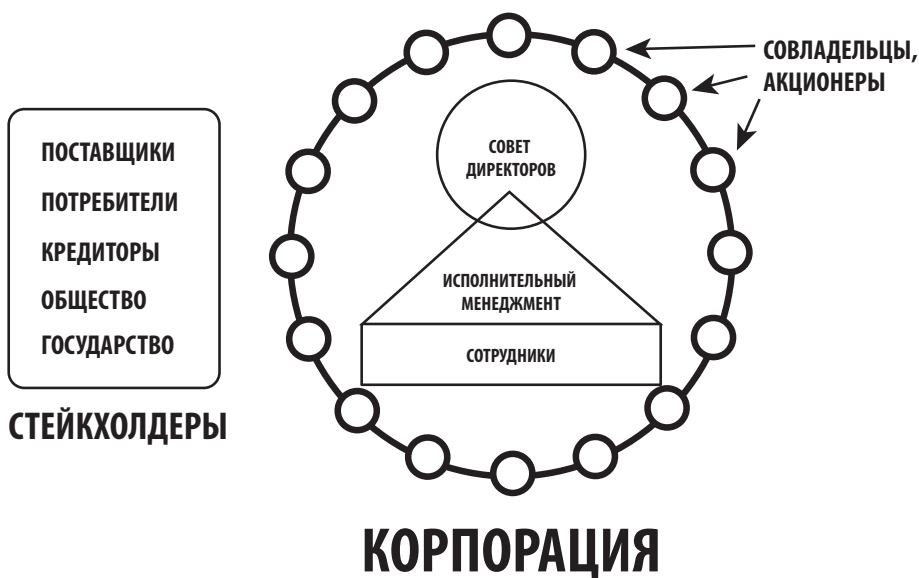 СОВЛАДЕЛЬЦЫ,
АКЦИОНЕРЫ
ПОСТАВЩИКИ
ПОТРЕБИТЕЛИ
КРЕДИТОРЫ
ОБЩЕСТВО
ГОСУДАРСТВО
СТЕЙКХОЛДЕРЫ
СОВЕТ
ДИРЕКТОРОВ
ИСПОЛНИТЕЛЬНЫЙ
МЕНЕДЖМЕНТ
СОТРУДНИКИ
КОРПОРАЦИЯ